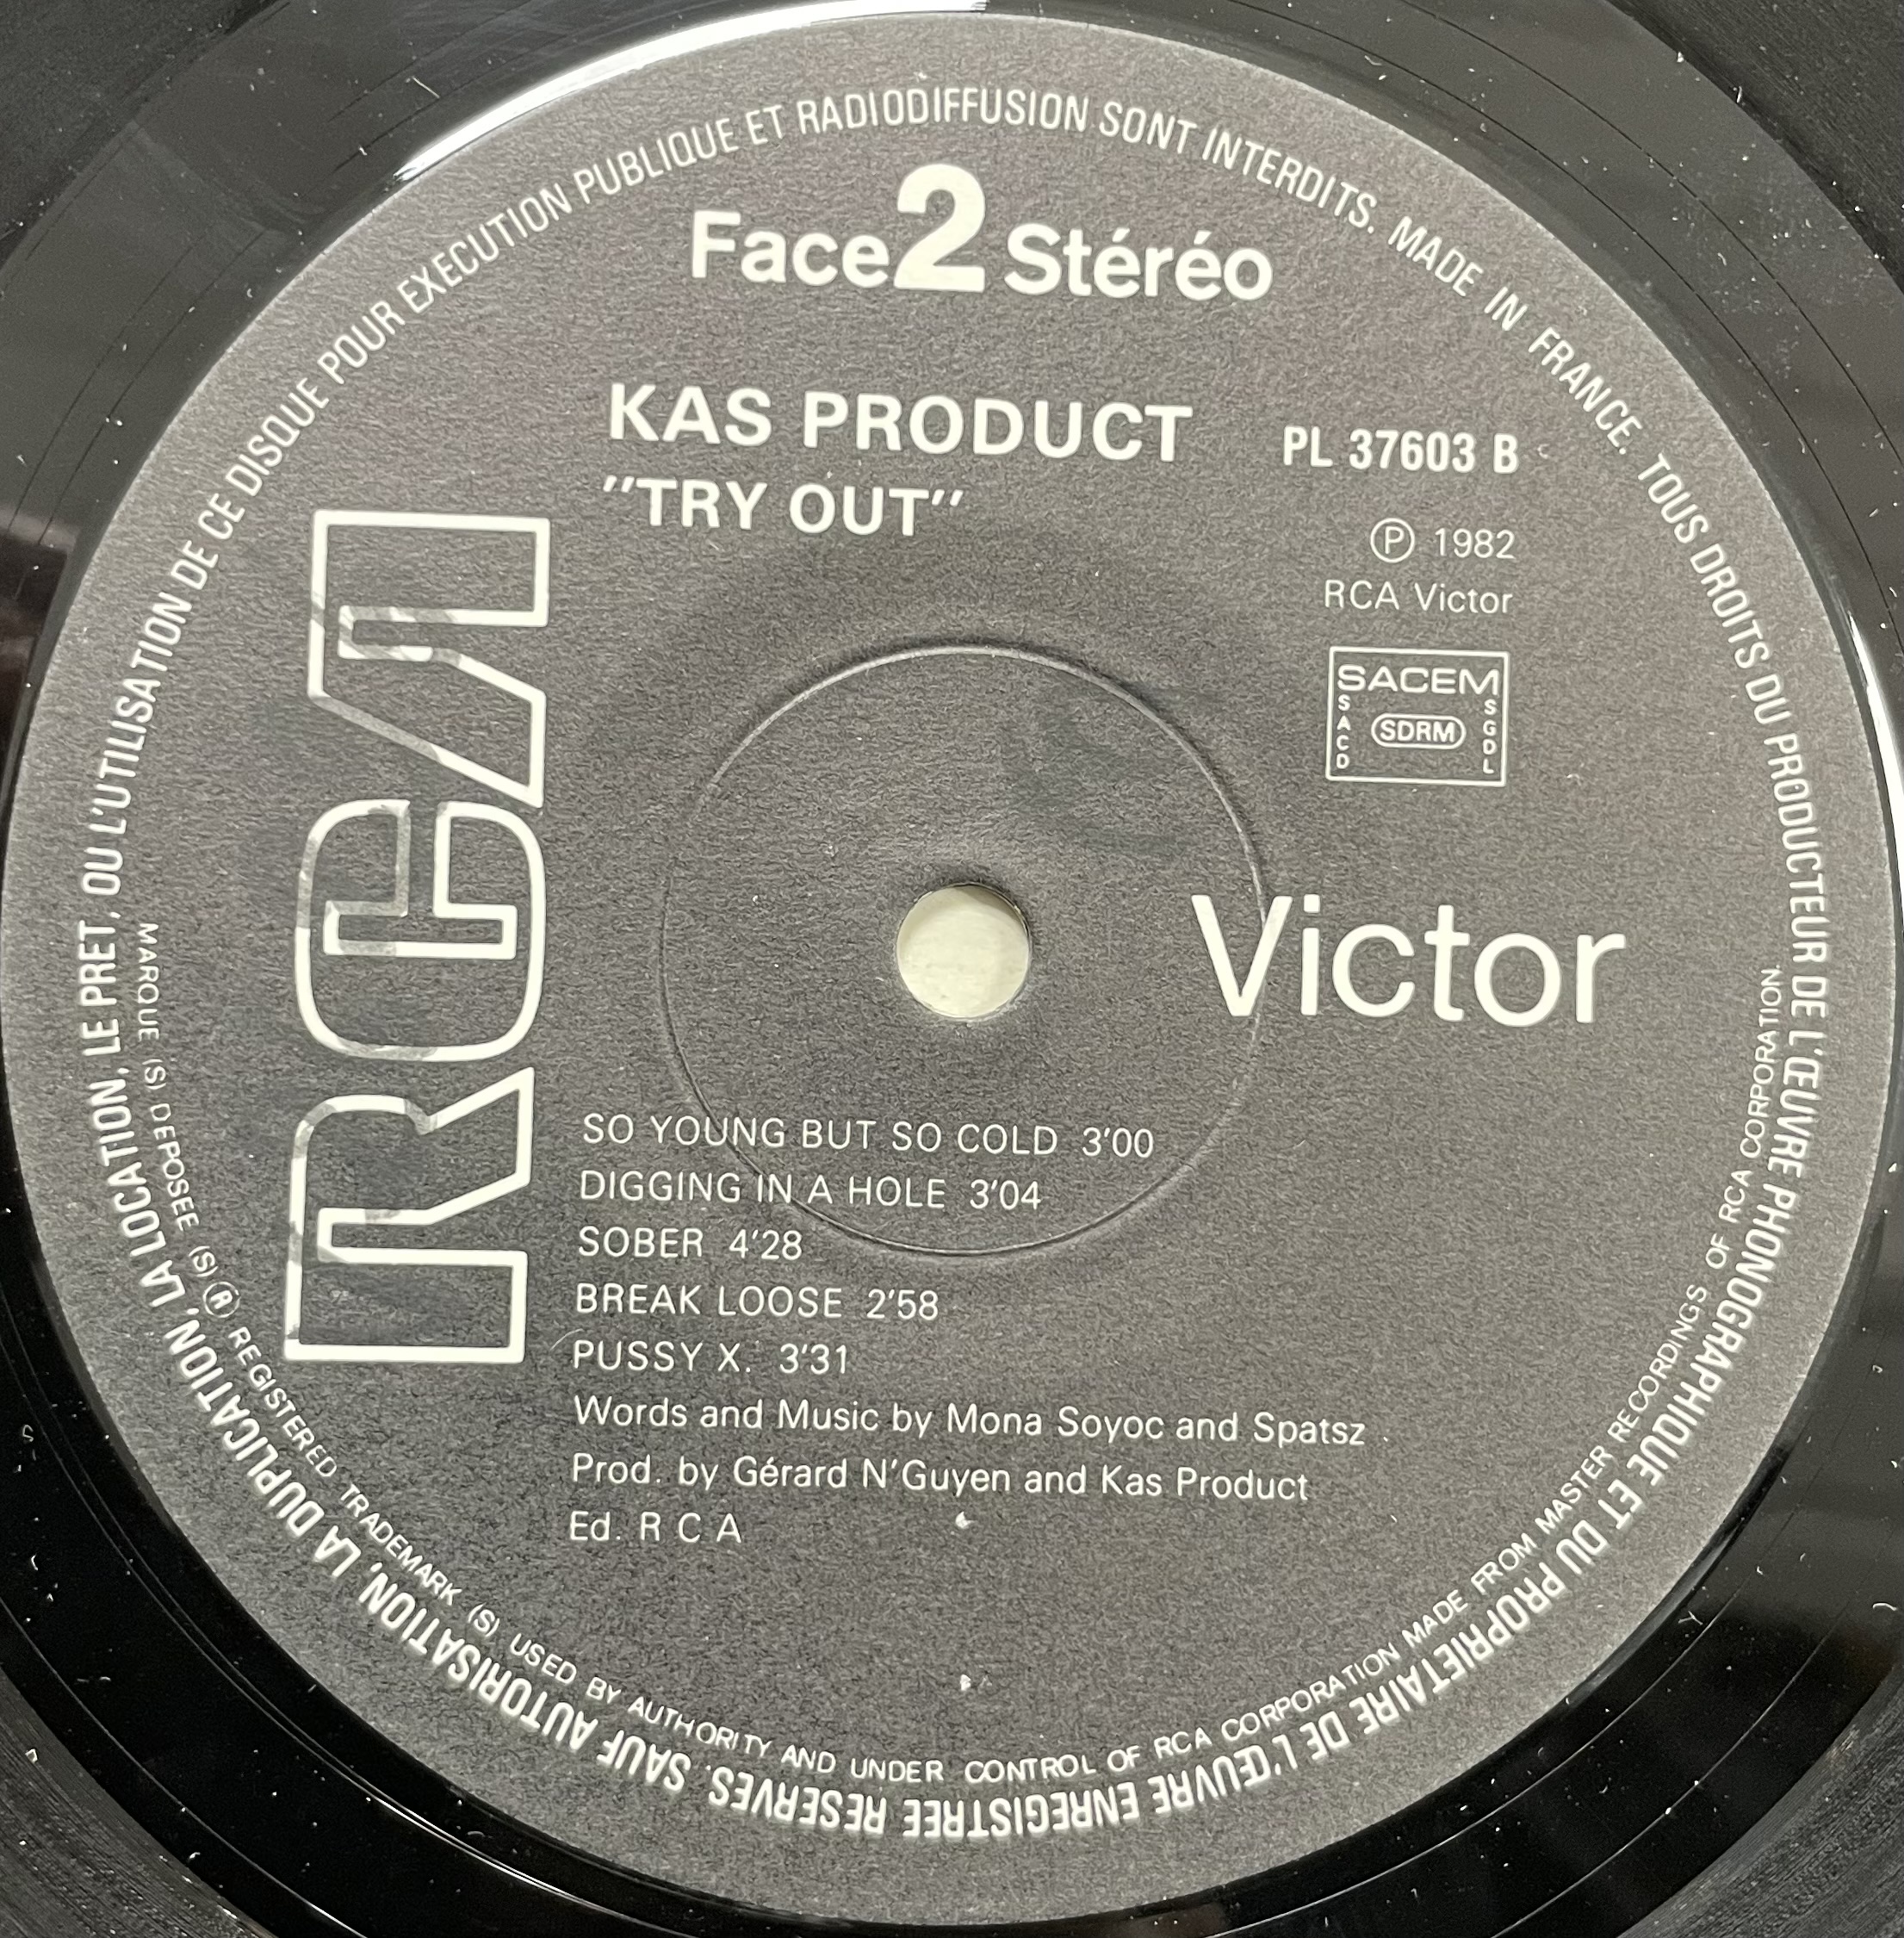 Face 2 Stéréo
KAS PRODUCT
"TRY OUT"
PL 37603 B
Ⓟ 1982
RCA Victor
SACEM
SACD
SDRM
SGDL
RCA
Victor
SO YOUNG BUT SO COLD 3'00
DIGGING IN A HOLE 3'04
SOBER 4'28
BREAK LOOSE 2'58
PUSSY X. 3'31
Words and Music by Mona Soyoc and Spatsz
Prod. by Gérard N'Guyen and Kas Product
Ed. R C A
TOUS DROITS DU PRODUCTEUR DE L'ŒUVRE PHONOGRAPHIQUE ET DU PROPRIETAIRE DE L'ŒUVRE ENREGISTREE RESERVES. SAUF AUTORISATION, LA DUPLICATION, LA LOCATION, LE PRET, OU L'UTILISATION DE CE DISQUE POUR EXECUTION PUBLIQUE ET RADIODIFFUSION SONT INTERDITS. MADE IN FRANCE.
MARQUE (S) DEPOSEE (S) ® REGISTERED TRADEMARK (S) USED BY AUTHORITY AND UNDER CONTROL OF RCA CORPORATION MADE FROM MASTER RECORDINGS OF RCA CORPORATION.